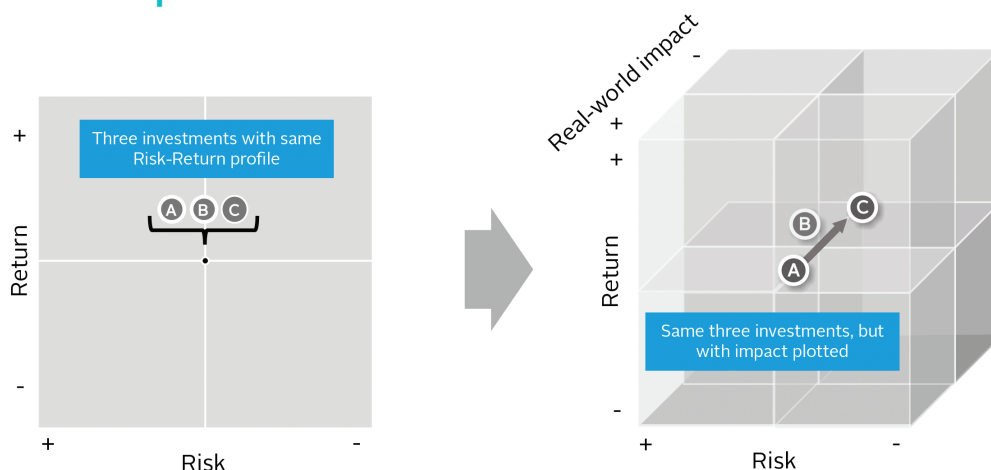 Three investments with same
Risk-Return profile
A B C
+
Return
-
+
-
Risk
Real-world impact
-
+
+
Return
-
+
-
Risk
C
B
A
Same three investments, but
with impact plotted